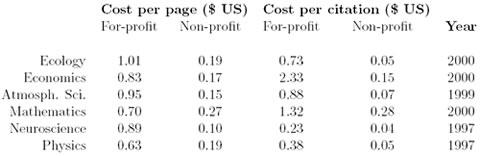 Cost per page ($ US) Cost per citation ($ US)
For-profit Non-profit For-profit Non-profit Year
Ecology 1.01 0.19 0.73 0.05 2000
Economics 0.83 0.17 2.33 0.15 2000
Atmosph. Sci. 0.95 0.15 0.88 0.07 1999
Mathematics 0.70 0.27 1.32 0.28 2000
Neuroscience 0.89 0.10 0.23 0.04 1997
Physics 0.63 0.19 0.38 0.05 1997